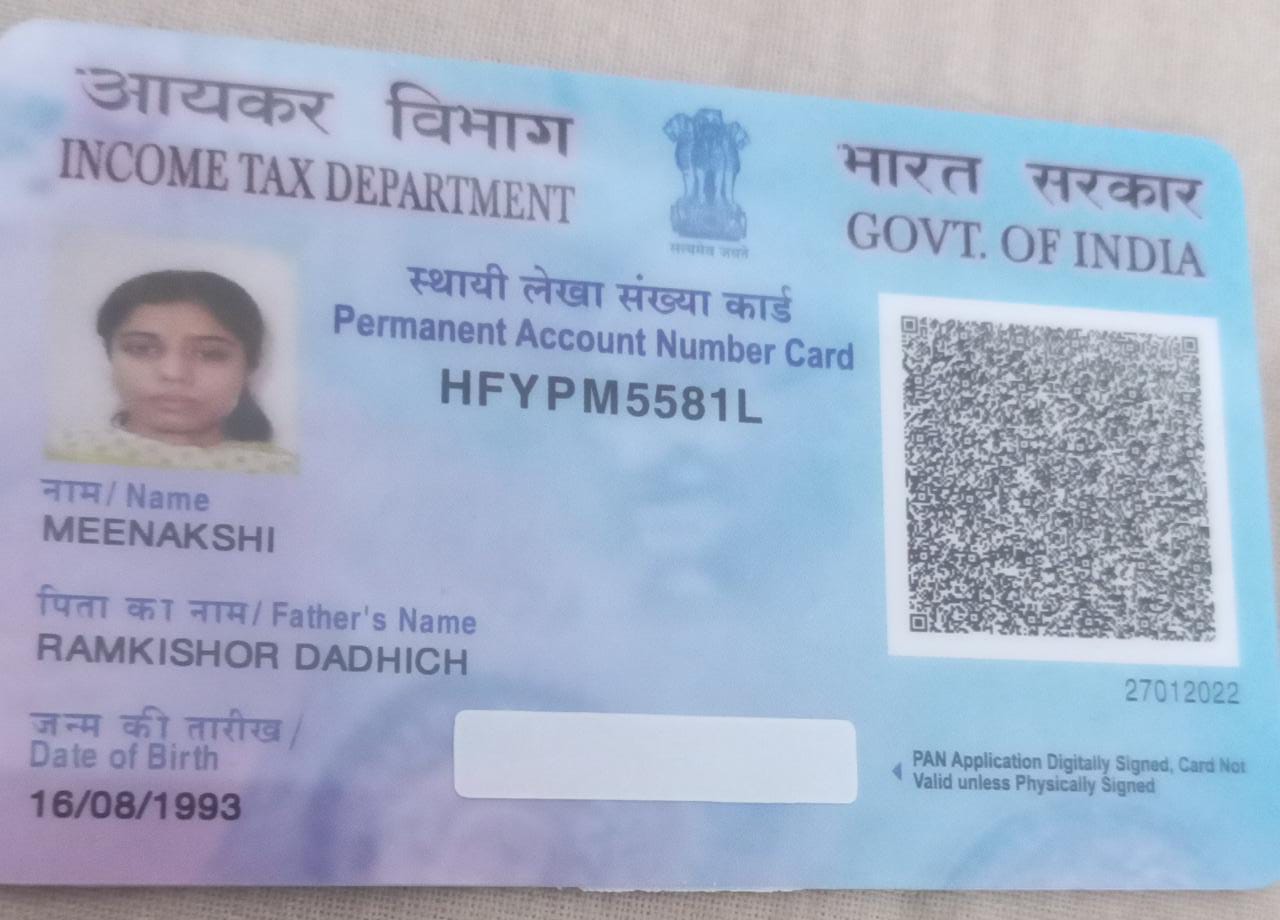 आयकर विभाग
INCOME TAX DEPARTMENT
सत्यमेव जयते
भारत सरकार
GOVT. OF INDIA
स्थायी लेखा संख्या कार्ड
Permanent Account Number Card
HFYPM5581L
नाम/ Name
MEENAKSHI
पिता का नाम/ Father's Name
RAMKISHOR DADHICH
जन्म की तारीख /
Date of Birth
16/08/1993
27012022
PAN Application Digitally Signed, Card Not
Valid unless Physically Signed